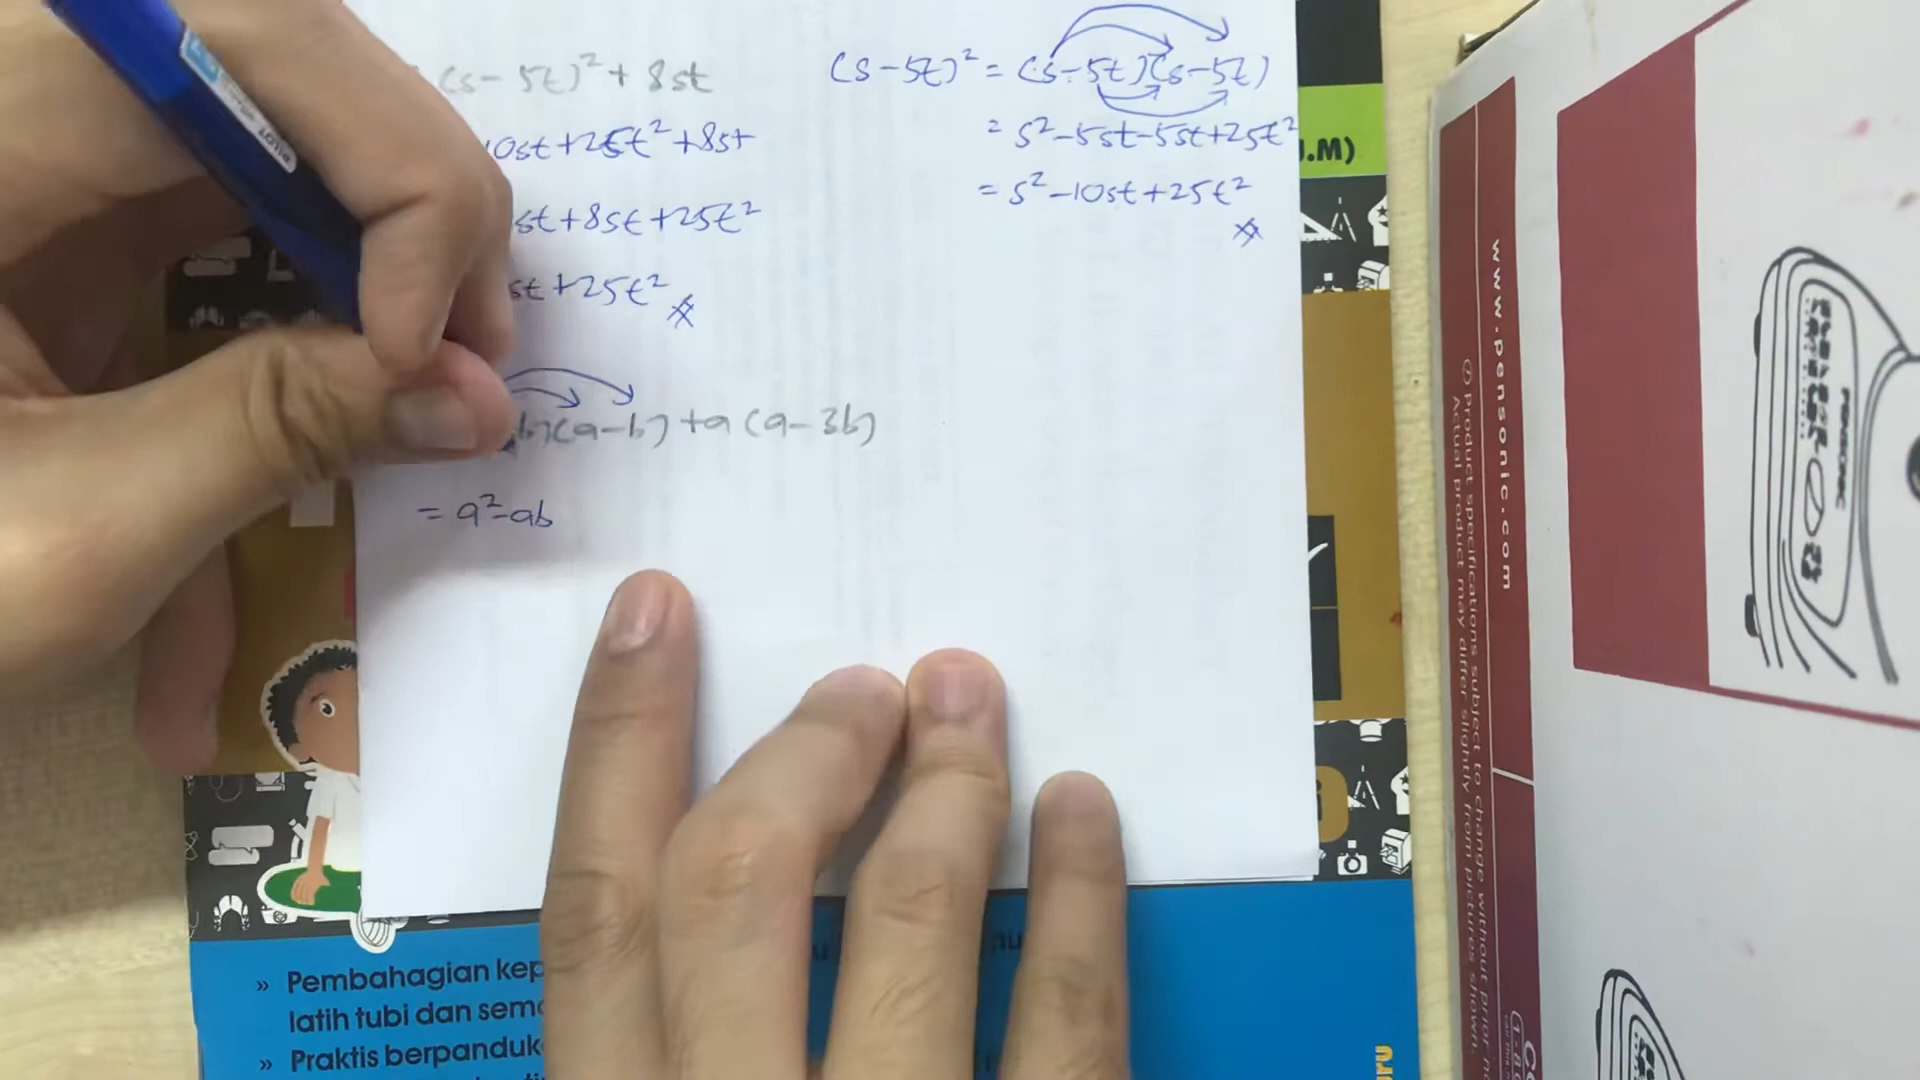 (s-5t)² + 8st
10st+25t²+8st
st+8st+25t²
st+25t²
b)(a-b) + a (a-3b)
= a²-ab
(s-5t)² = (s-5t)(s-5t)
= s²-5st-5st+25t²
= s²-10st+25t²
.M)
» Pembahagian kep
latih tubi dan sem
» Praktis berpanduk
www.pensonic.com
Product specifications subject to change without prior
Actual product may differ slightly from pictures shown.
PENSONIC